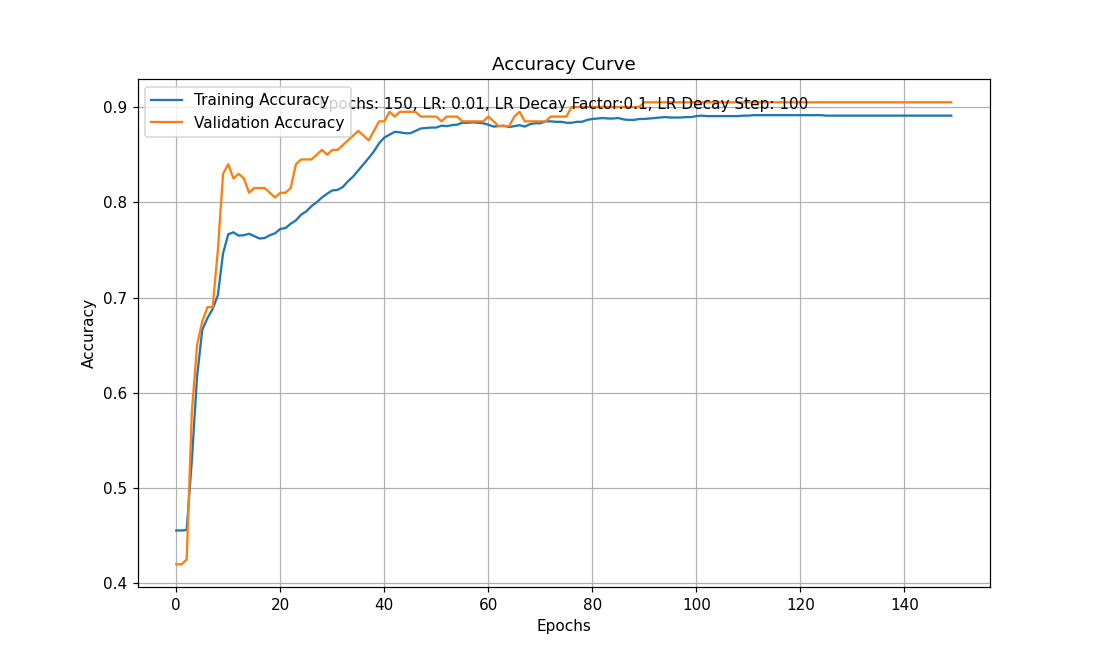 Accuracy Curve
Training Accuracy
Validation Accuracy
Epochs: 150, LR: 0.01, LR Decay Factor:0.1, LR Decay Step: 100
0.9
0.8
0.7
0.6
0.5
0.4
Accuracy
0 20 40 60 80 100 120 140
Epochs